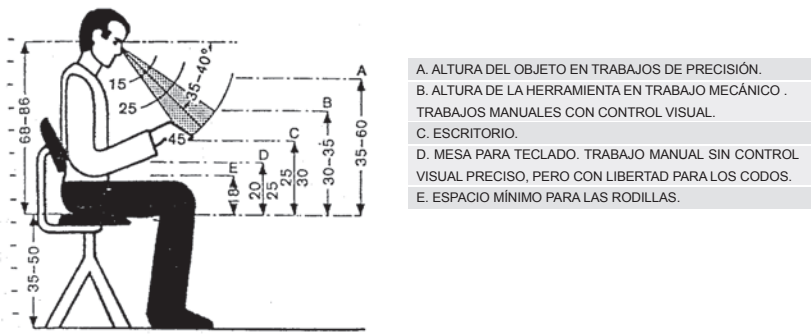 68–86
35–50
15
25
35–40°
45
A
35–60
B
30–35
C
25
30
D
20
25
E
18
A. ALTURA DEL OBJETO EN TRABAJOS DE PRECISIÓN.
B. ALTURA DE LA HERRAMIENTA EN TRABAJO MECÁNICO .
TRABAJOS MANUALES CON CONTROL VISUAL.
C. ESCRITORIO.
D. MESA PARA TECLADO. TRABAJO MANUAL SIN CONTROL
VISUAL PRECISO, PERO CON LIBERTAD PARA LOS CODOS.
E. ESPACIO MÍNIMO PARA LAS RODILLAS.